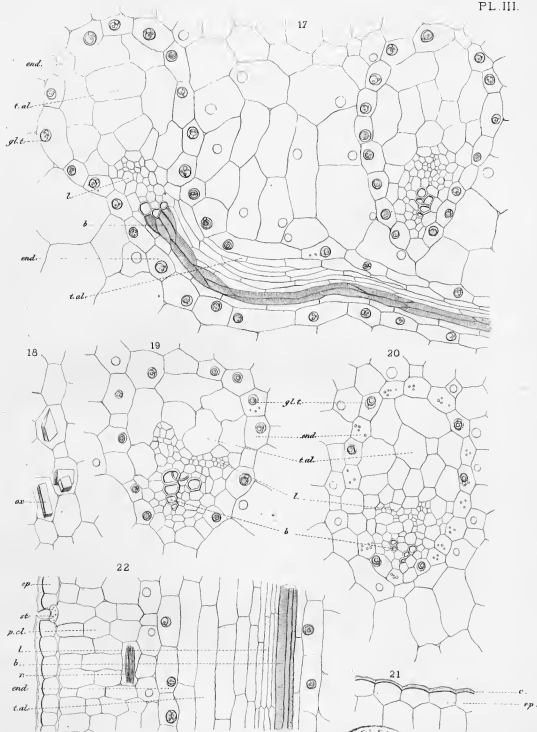 PL. III.
17
end.
t.al.
gl.t.
l.
b
end.
t.al.
18
19
20
gl.t.
end.
t.al.
l.
b
ox
22
ep.
st.
p.cl.
l.
b.
r.
end.
t.al.
21
c.
ep.